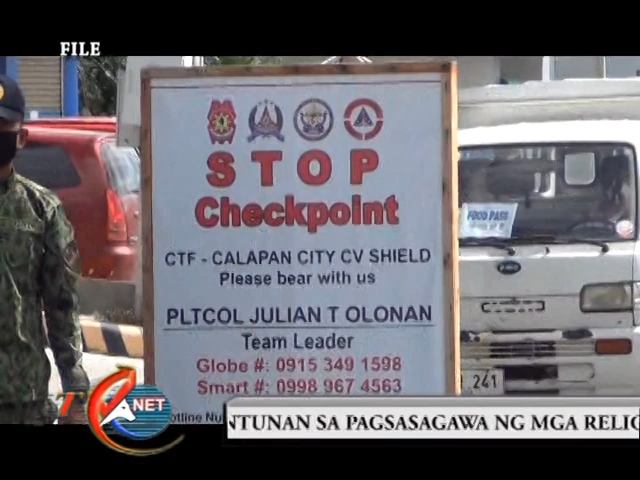 FILE
STOP
Checkpoint
CTF - CALAPAN CITY CV SHIELD
Please bear with us
PLTCOL JULIAN T OLONAN
Team Leader
Globe #: 0915 349 1598
Smart #: 0998 967 4563
FOOD PASS
241
NET
NTUNAN SA PAGSASAGAWA NG MGA RELIG